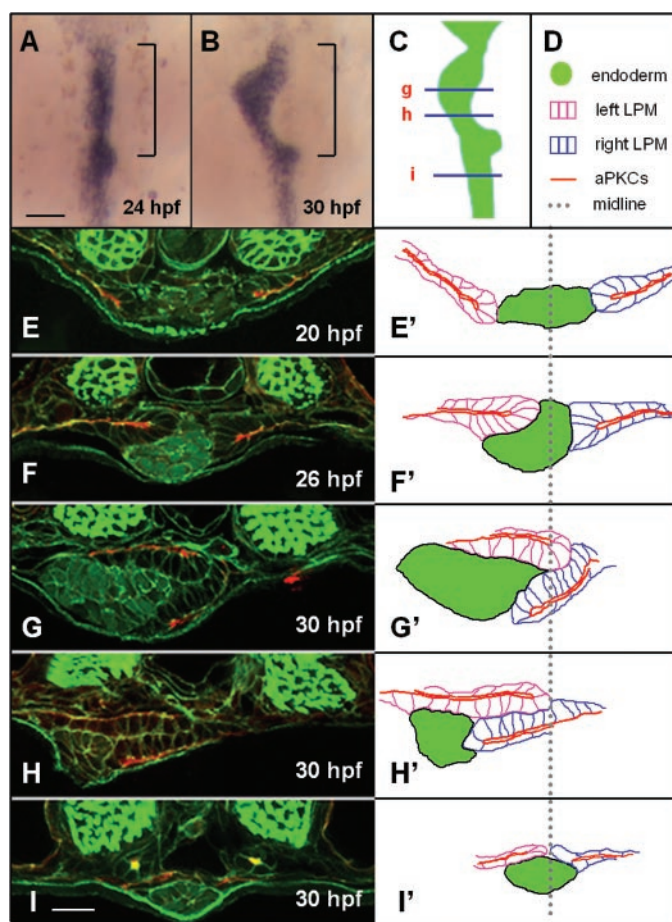 A
24 hpf
B
30 hpf
C
g
h
i
D
endoderm
left LPM
right LPM
aPKCs
midline
E
20 hpf
E'
F
26 hpf
F'
G
30 hpf
G'
H
30 hpf
H'
I
30 hpf
I'